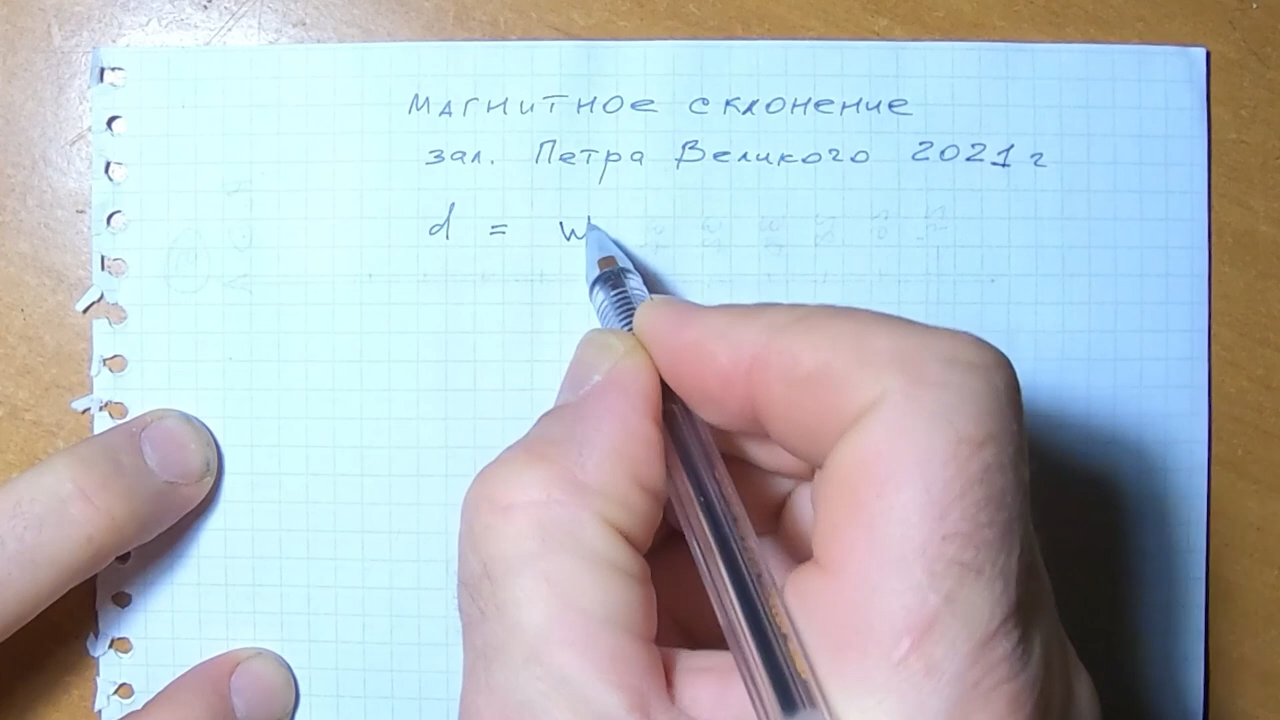 Магнитное склонение
зал. Петра Великого 2021 г
d = W